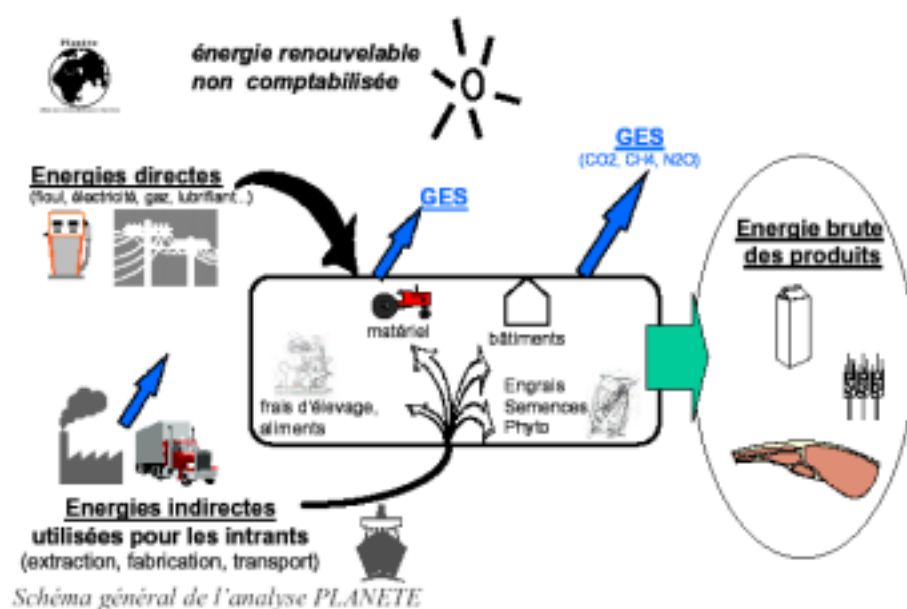 Planète
énergie renouvelable
non comptabilisée
GES
(CO2, CH4, N2O)
Energies directes
(fioul, électricité, gaz, lubrifiant...)
GES
Energie brute
des produits
matériel
bâtiments
frais d'élevage,
aliments
Engrais
Semences
Phyto
Energies indirectes
utilisées pour les intrants
(extraction, fabrication, transport)
Schéma général de l'analyse PLANETE